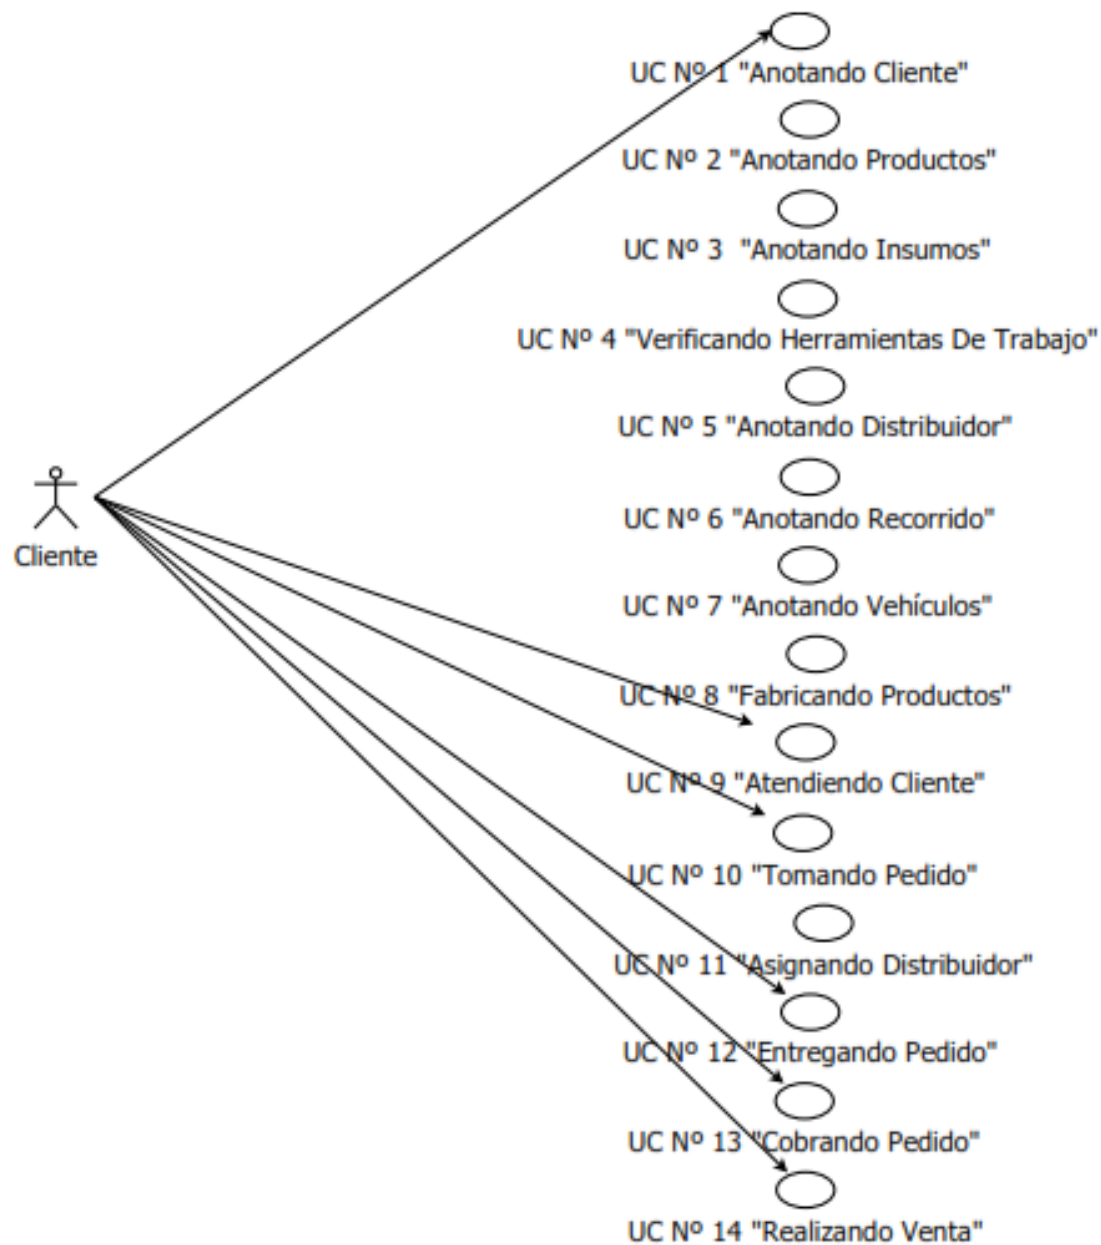 UC Nº 1 "Anotando Cliente"
UC Nº 2 "Anotando Productos"
UC Nº 3  "Anotando Insumos"
UC Nº 4 "Verificando Herramientas De Trabajo"
UC Nº 5 "Anotando Distribuidor"
UC Nº 6 "Anotando Recorrido"
Cliente
UC Nº 7 "Anotando Vehículos"
UC Nº 8 "Fabricando Productos"
UC Nº 9 "Atendiendo Cliente"
UC Nº 10 "Tomando Pedido"
UC Nº 11 "Asignando Distribuidor"
UC Nº 12 "Entregando Pedido"
UC Nº 13 "Cobrando Pedido"
UC Nº 14 "Realizando Venta"